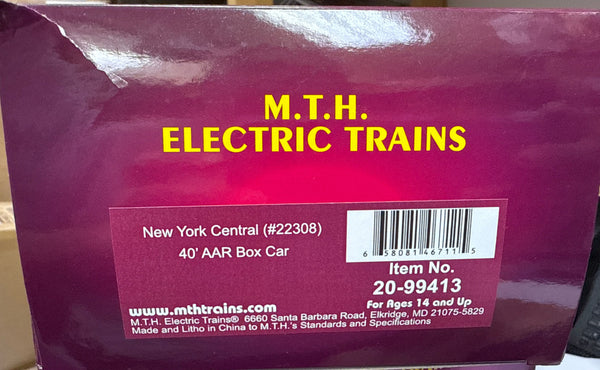 M.T.H.
ELECTRIC TRAINS
New York Central (#22308)
40' AAR Box Car
6 58081 46711 5
Item No.
20-99413
For Ages 14 and Up
www.mthtrains.com
M.T.H. Electric Trains® 6660 Santa Barbara Road, Elkridge, MD 21075-5829
Made and Litho in China to M.T.H.'s Standards and Specifications